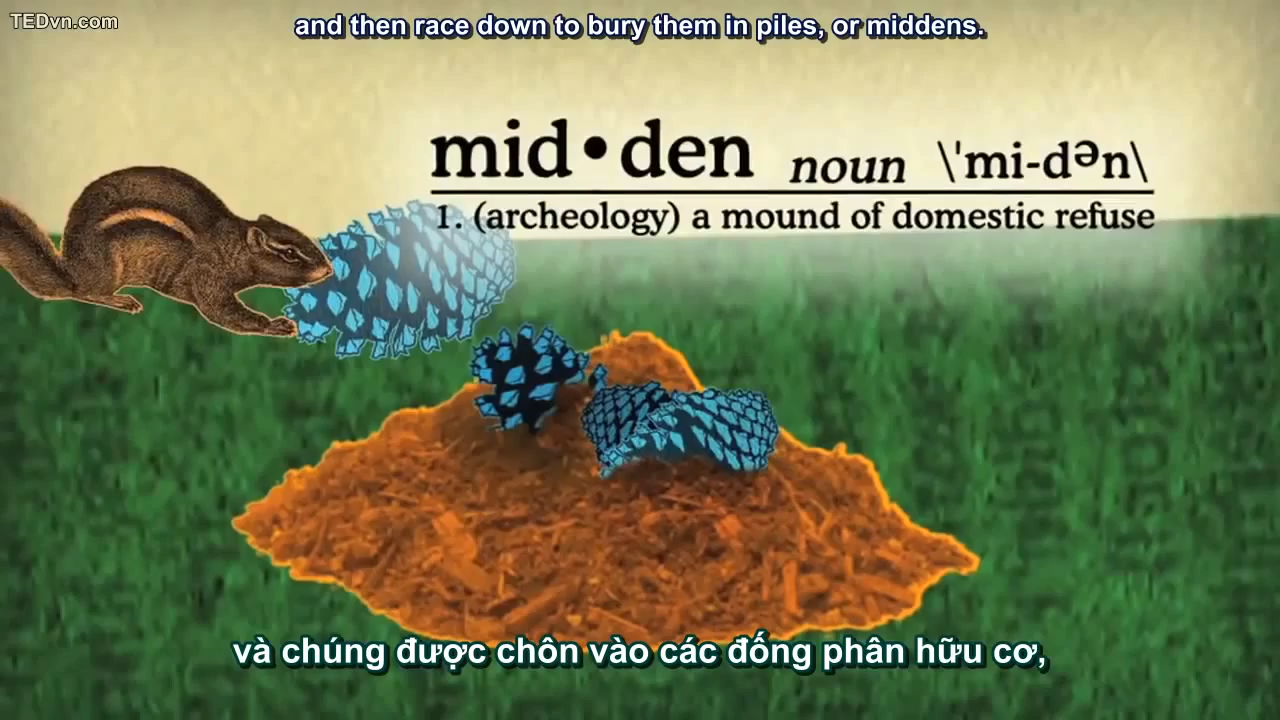 TEDvn.com
and then race down to bury them in piles, or middens.
mid•den noun \'mi-dən\
1. (archeology) a mound of domestic refuse
và chúng được chôn vào các đống phân hữu cơ,